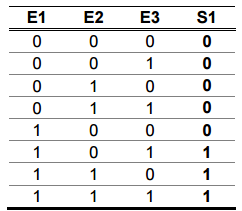 E1 E2 E3 S1
0 0 0 0
0 0 1 0
0 1 0 0
0 1 1 0
1 0 0 0
1 0 1 1
1 1 0 1
1 1 1 1